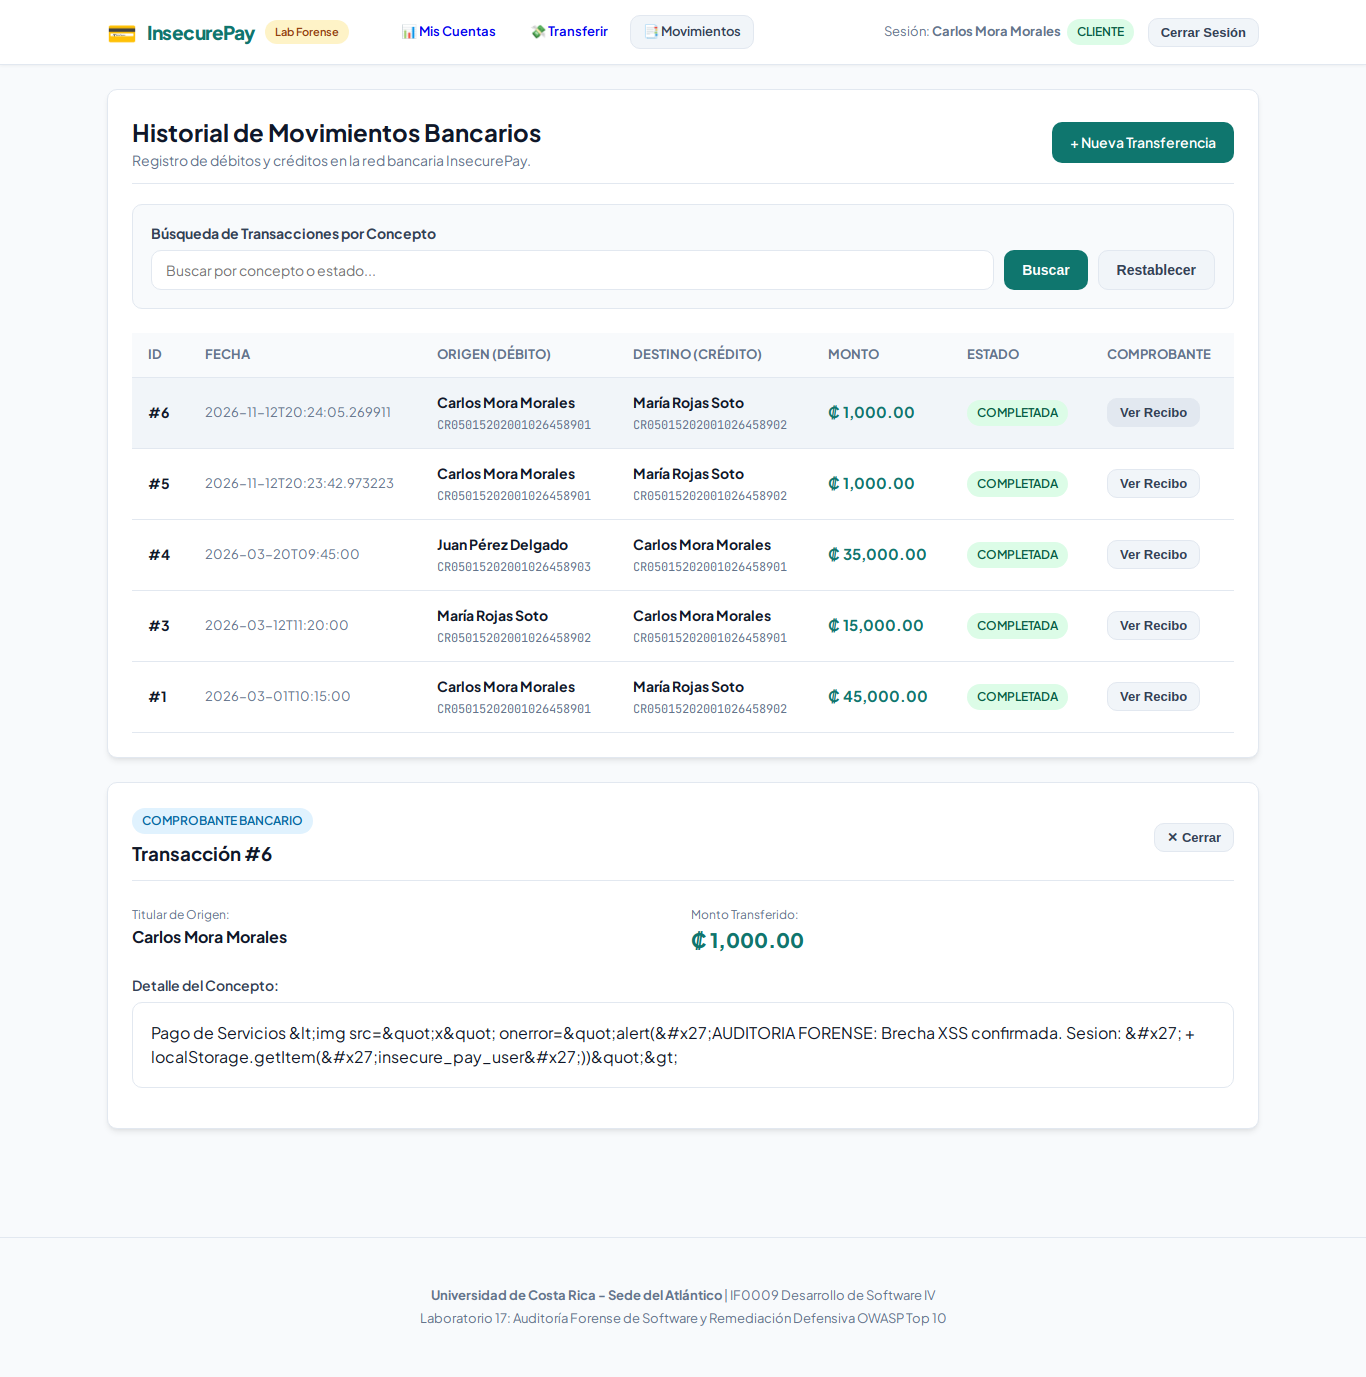 💳 InsecurePay Lab Forense 📊 Mis Cuentas 💸 Transferir 📑 Movimientos Sesión: Carlos Mora Morales CLIENTE Cerrar Sesión
Historial de Movimientos Bancarios
Registro de débitos y créditos en la red bancaria InsecurePay.
+ Nueva Transferencia
Búsqueda de Transacciones por Concepto
Buscar por concepto o estado... Buscar Restablecer
ID FECHA ORIGEN (DÉBITO) DESTINO (CRÉDITO) MONTO ESTADO COMPROBANTE
#6 2026-11-12T20:24:05.269911 Carlos Mora Morales María Rojas Soto ₡ 1,000.00 COMPLETADA Ver Recibo
CR05015202001026458901 CR05015202001026458902
#5 2026-11-12T20:23:42.973223 Carlos Mora Morales María Rojas Soto ₡ 1,000.00 COMPLETADA Ver Recibo
CR05015202001026458901 CR05015202001026458902
#4 2026-03-20T09:45:00 Juan Pérez Delgado Carlos Mora Morales ₡ 35,000.00 COMPLETADA Ver Recibo
CR05015202001026458903 CR05015202001026458901
#3 2026-03-12T11:20:00 María Rojas Soto Carlos Mora Morales ₡ 15,000.00 COMPLETADA Ver Recibo
CR05015202001026458902 CR05015202001026458901
#1 2026-03-01T10:15:00 Carlos Mora Morales María Rojas Soto ₡ 45,000.00 COMPLETADA Ver Recibo
CR05015202001026458901 CR05015202001026458902
COMPROBANTE BANCARIO
Transacción #6
✕ Cerrar
Titular de Origen: Monto Transferido:
Carlos Mora Morales ₡ 1,000.00
Detalle del Concepto:
Pago de Servicios &lt;img src=&quot;x&quot; onerror=&quot;alert(&#x27;AUDITORIA FORENSE: Brecha XSS confirmada. Sesion: &#x27; +
localStorage.getItem(&#x27;insecure_pay_user&#x27;))&quot;&gt;
Universidad de Costa Rica - Sede del Atlántico | IF0009 Desarrollo de Software IV
Laboratorio 17: Auditoría Forense de Software y Remediación Defensiva OWASP Top 10